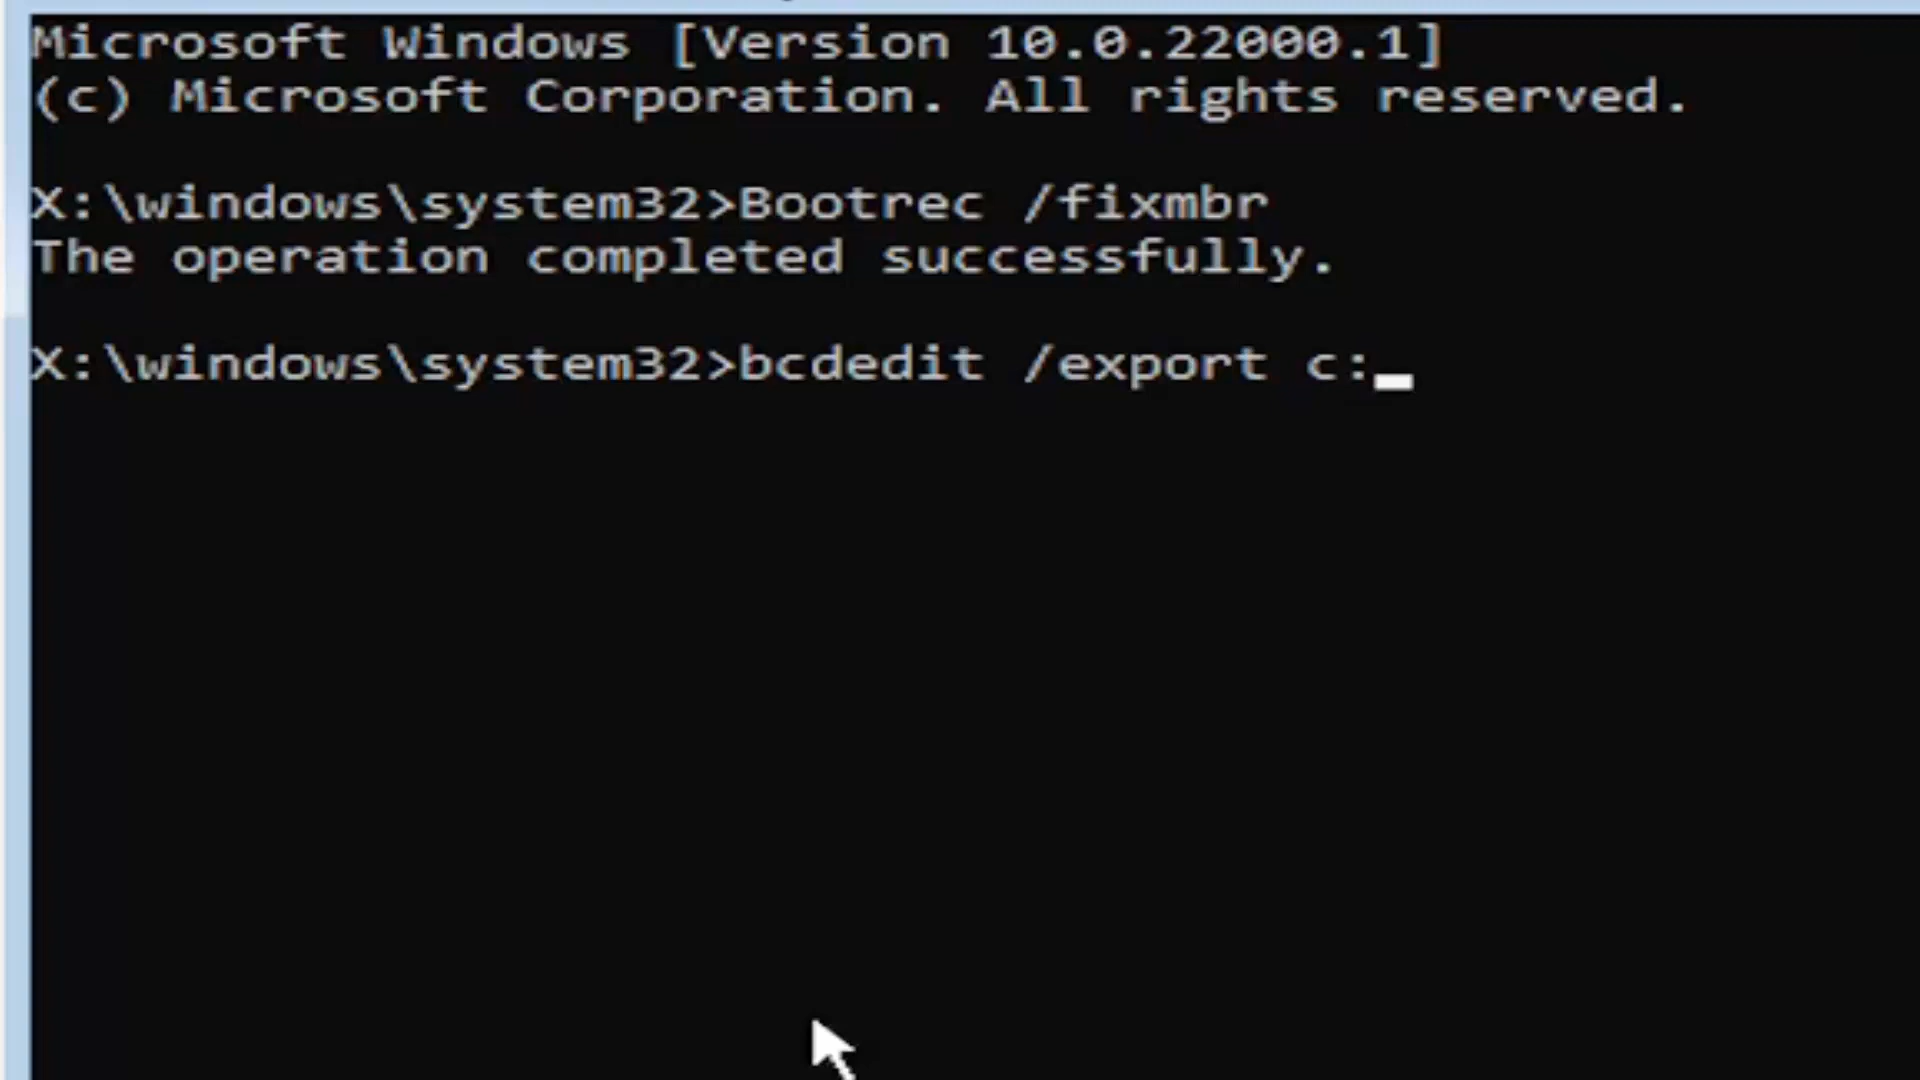 Microsoft Windows [Version 10.0.22000.1]
(c) Microsoft Corporation. All rights reserved.
X:\windows\system32>Bootrec /fixmbr
The operation completed successfully.
X:\windows\system32>bcdedit /export c: